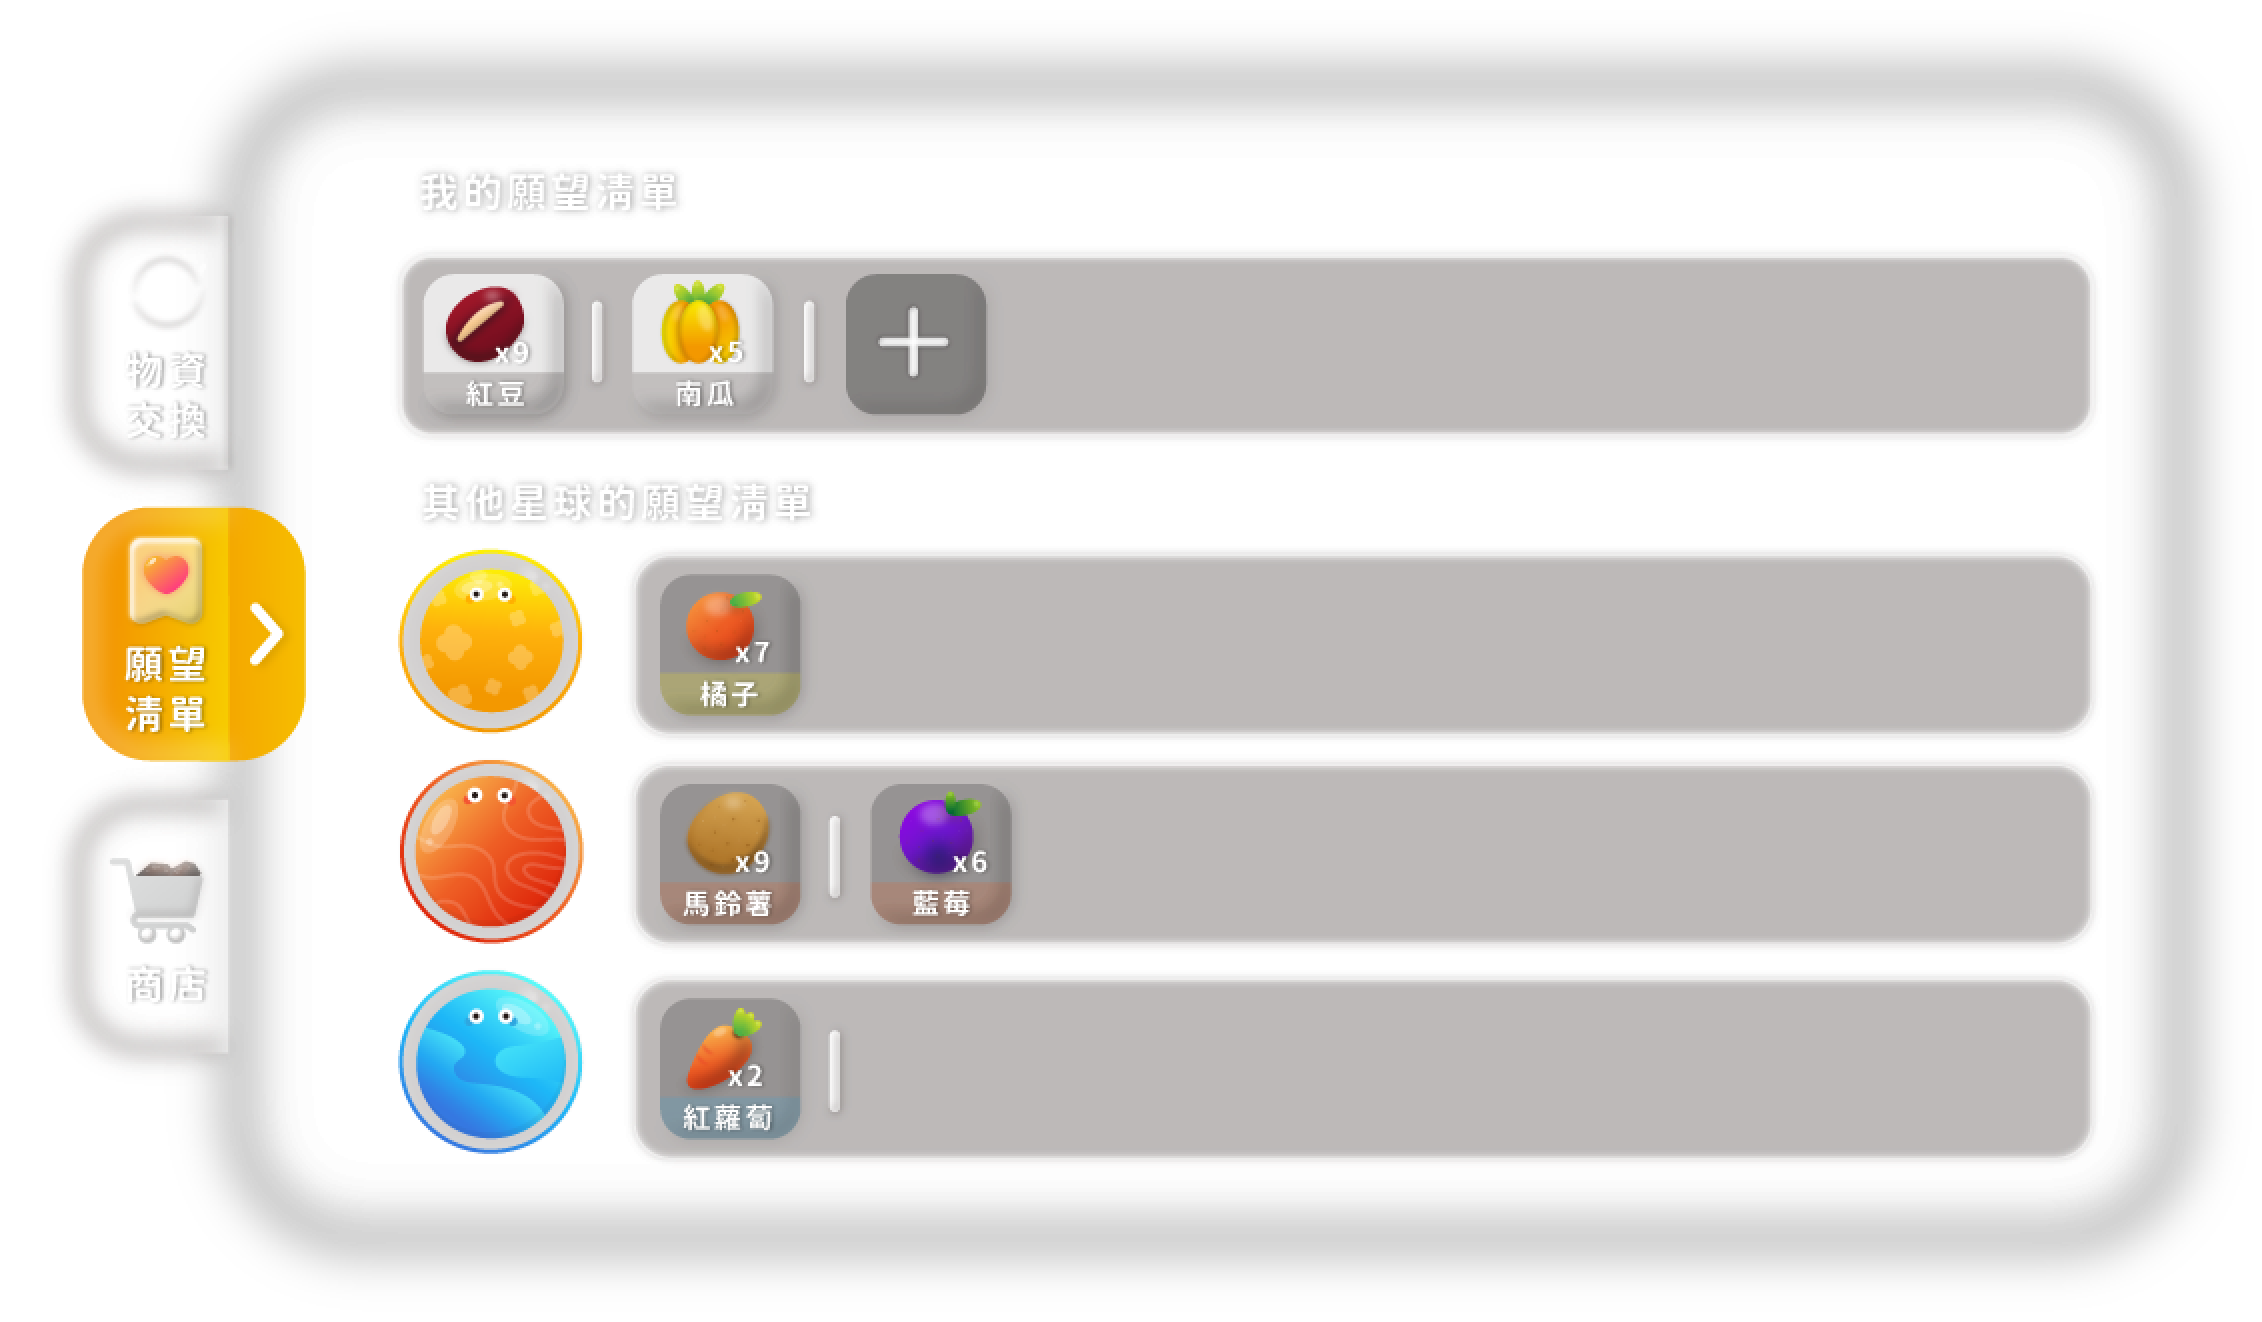 物資
交換
願望
清單
商店
我的願望清單
x9
紅豆
x5
南瓜
其他星球的願望清單
x7
橘子
x9
馬鈴薯
x6
藍莓
x2
紅蘿蔔